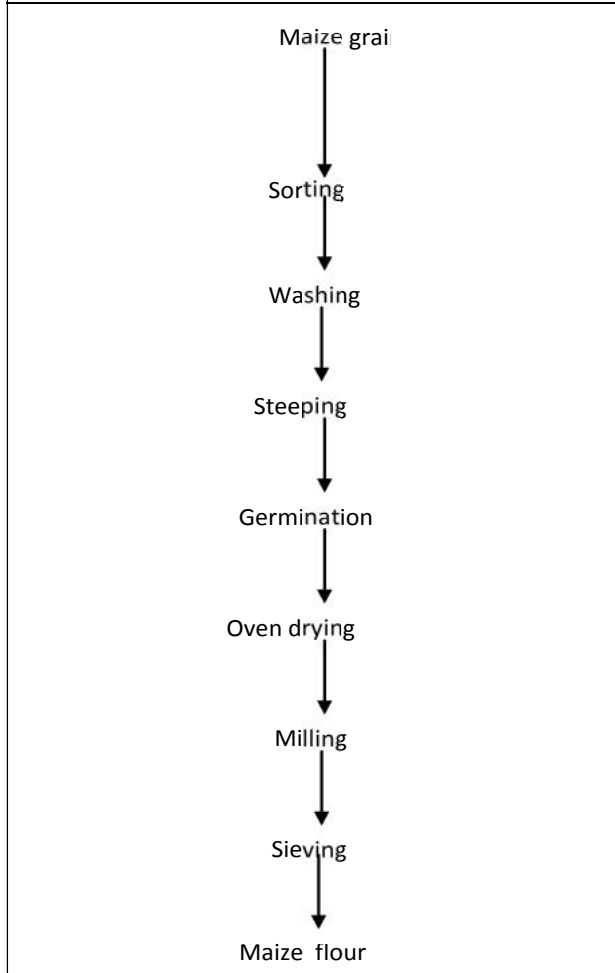 Maize grai
Sorting
Washing
Steeping
Germination
Oven drying
Milling
Sieving
Maize flour